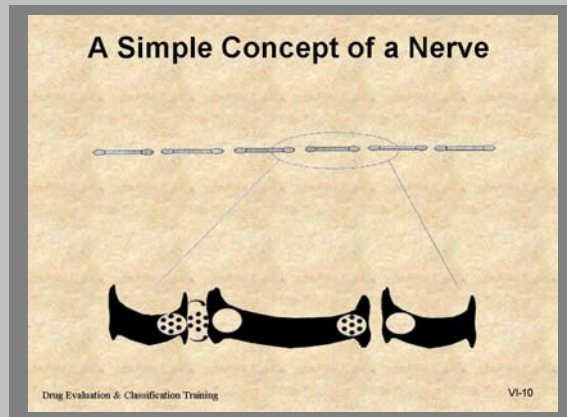 A Simple Concept of a Nerve
Drug Evaluation & Classification Training
VI-10